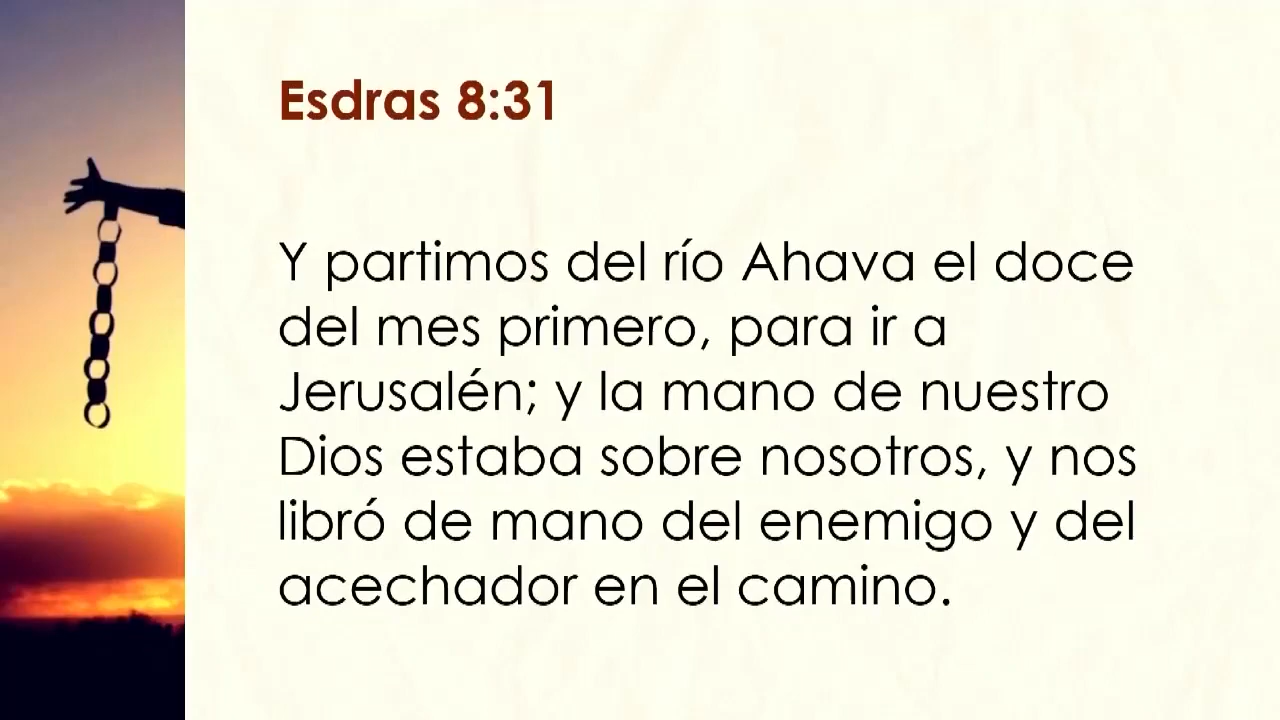 Esdras 8:31
Y partimos del río Ahava el doce
del mes primero, para ir a
Jerusalén; y la mano de nuestro
Dios estaba sobre nosotros, y nos
libró de mano del enemigo y del
acechador en el camino.